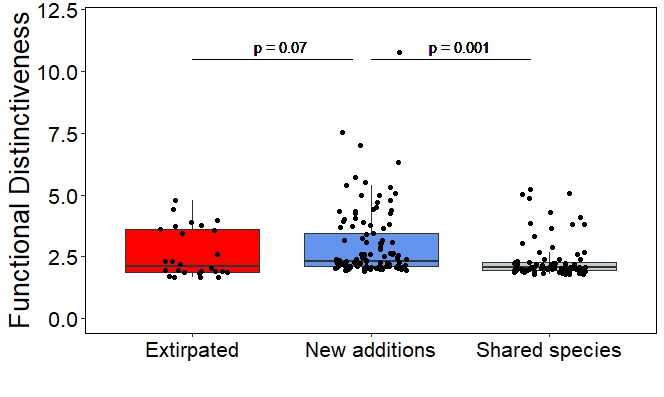 Functional Distinctiveness
12.5
10.0
7.5
5.0
2.5
0.0
p = 0.07
p = 0.001
Extirpated
New additions
Shared species